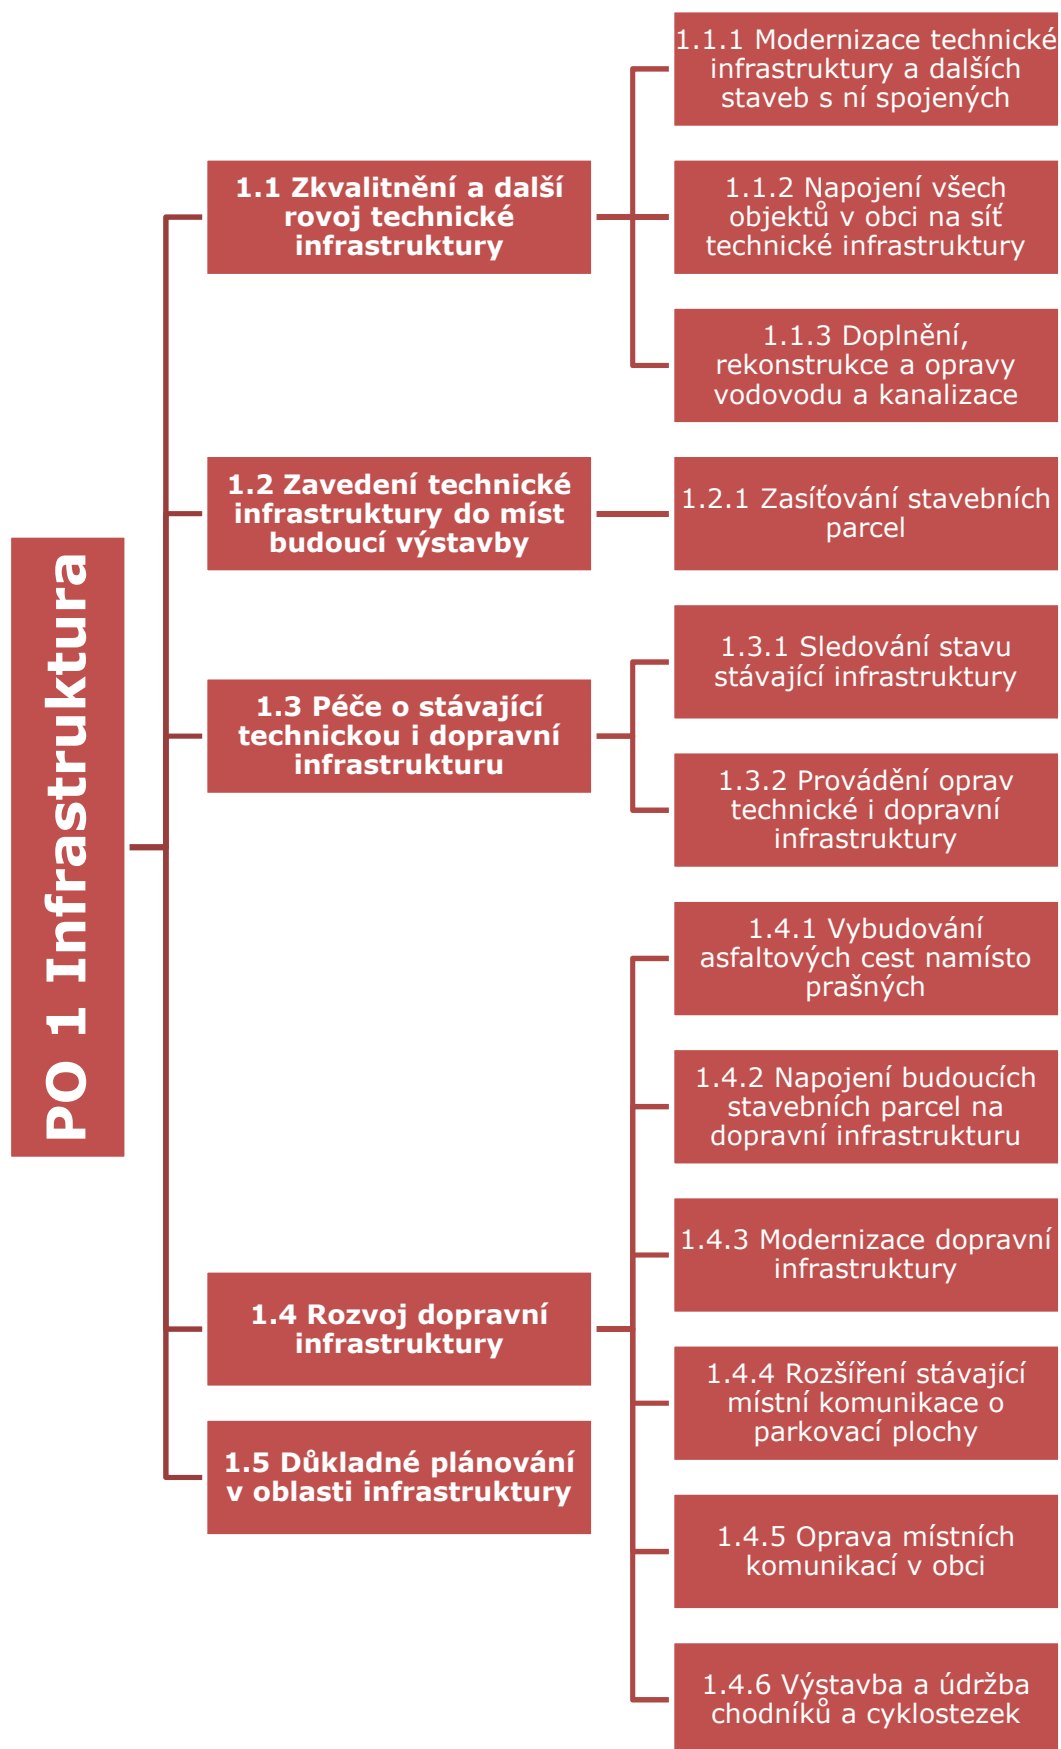 PO 1 Infrastruktura
1.1 Zkvalitnění a další
rovoj technické
infrastruktury
1.1.1 Modernizace technické
infrastruktury a dalších
staveb s ní spojených
1.1.2 Napojení všech
objektů v obci na síť
technické infrastruktury
1.1.3 Doplnění,
rekonstrukce a opravy
vodovodu a kanalizace
1.2 Zavedení technické
infrastruktury do míst
budoucí výstavby
1.2.1 Zasíťování stavebních
parcel
1.3 Péče o stávající
technickou i dopravní
infrastrukturu
1.3.1 Sledování stavu
stávající infrastruktury
1.3.2 Provádění oprav
technické i dopravní
infrastruktury
1.4 Rozvoj dopravní
infrastruktury
1.4.1 Vybudování
asfaltových cest namísto
prašných
1.4.2 Napojení budoucích
stavebních parcel na
dopravní infrastrukturu
1.4.3 Modernizace dopravní
infrastruktury
1.4.4 Rozšíření stávající
místní komunikace o
parkovací plochy
1.4.5 Oprava místních
komunikací v obci
1.4.6 Výstavba a údržba
chodníků a cyklostezek
1.5 Důkladné plánování
v oblasti infrastruktury